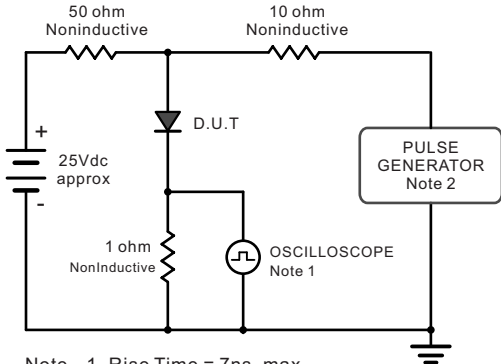 50 ohm
Noninductive
10 ohm
Noninductive
+
25Vdc
approx
-
D.U.T
PULSE
GENERATOR
Note 2
1 ohm
NonInductive
OSCILLOSCOPE
Note 1